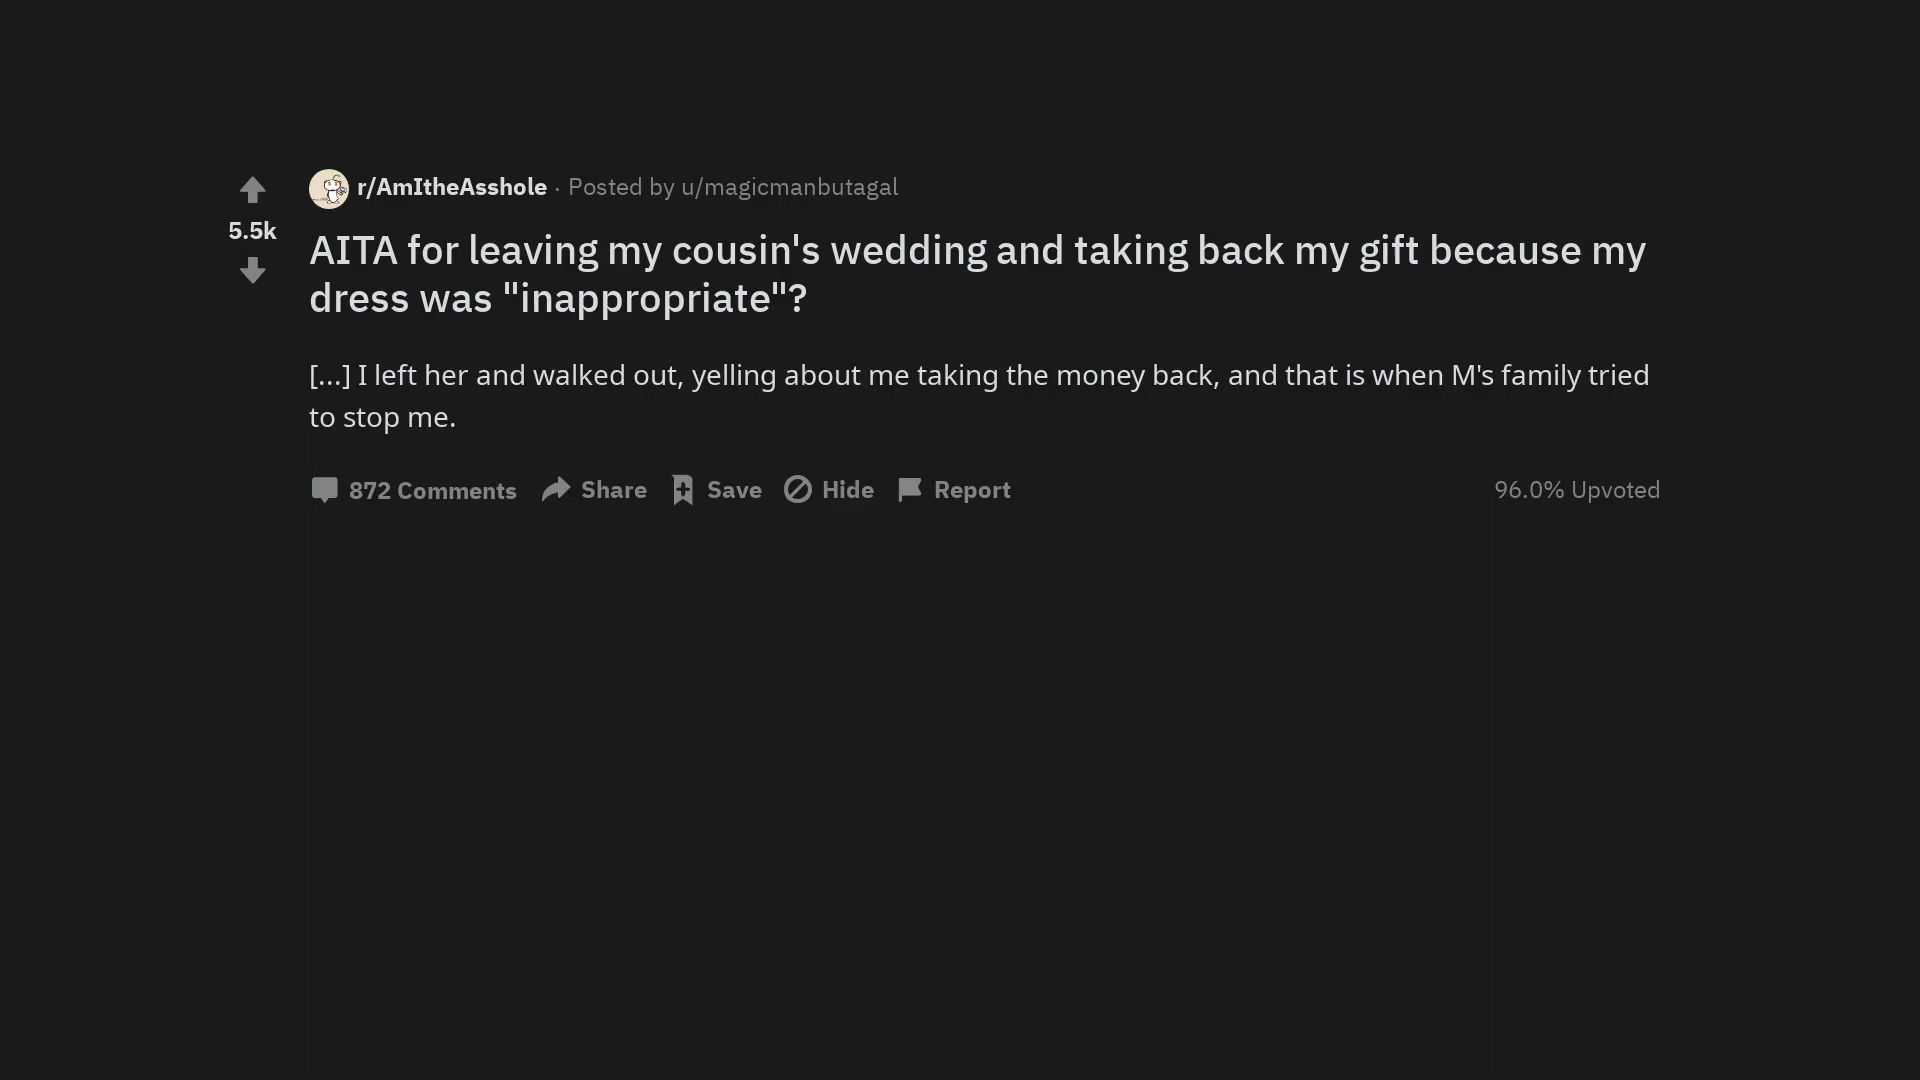 r/AmItheAsshole · Posted by u/magicmanbutagal
5.5k
AITA for leaving my cousin's wedding and taking back my gift because my
dress was "inappropriate"?
[...] I left her and walked out, yelling about me taking the money back, and that is when M's family tried
to stop me.
872 Comments Share Save Hide Report 96.0% Upvoted